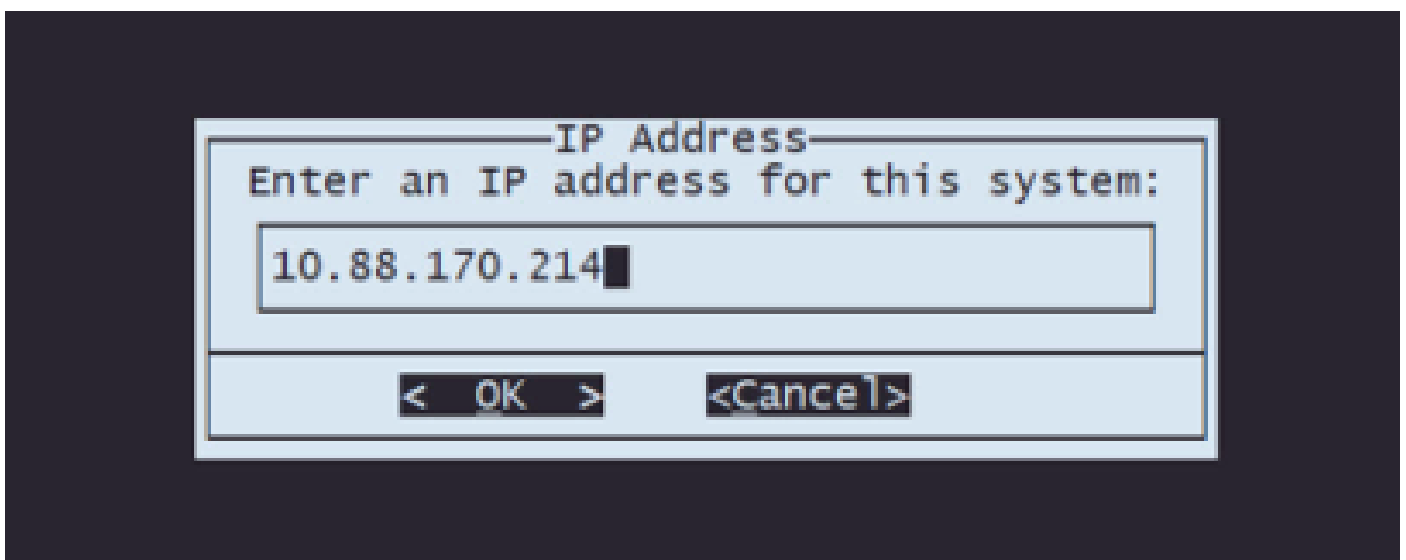 IP Address
Enter an IP address for this system:
10.88.170.214
< OK > <Cancel>